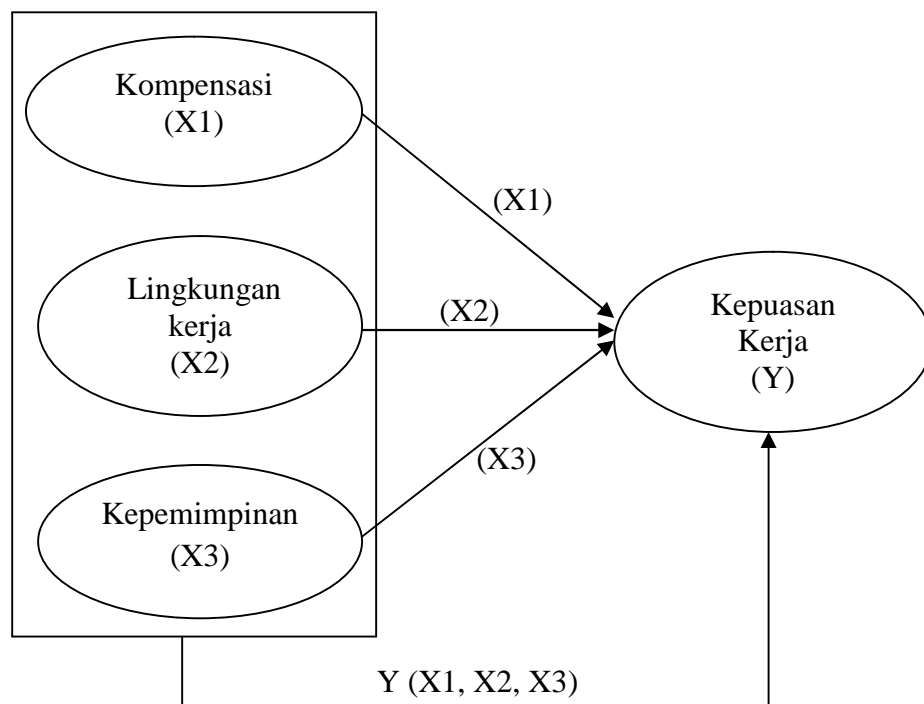 Kompensasi
(X1)
(X1)
Lingkungan
kerja
(X2)
(X2)
Kepuasan
Kerja
(Y)
(X3)
Kepemimpinan
(X3)
Y (X1, X2, X3)